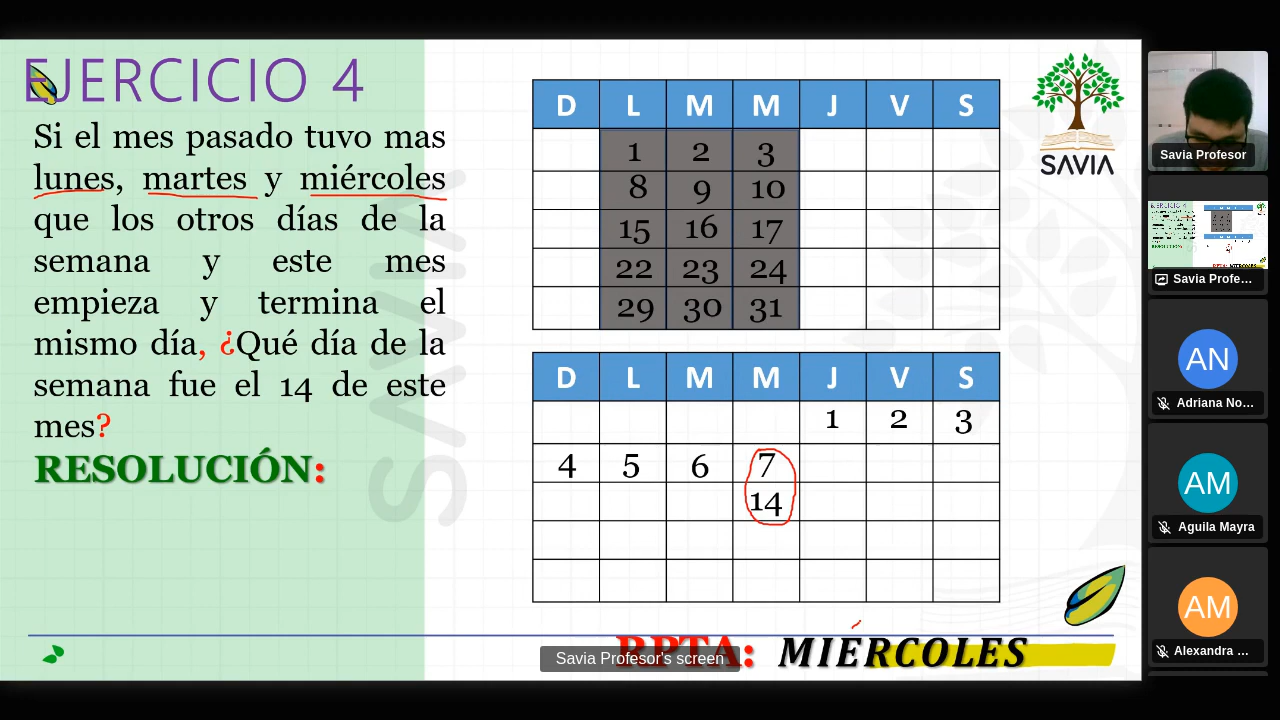 EJERCICIO 4
Si el mes pasado tuvo mas
lunes, martes y miércoles
que los otros días de la
semana y este mes
empieza y termina el
mismo día, ¿Qué día de la
semana fue el 14 de este
mes?
RESOLUCIÓN:
D L M M J V S
1 2 3
8 9 10
15 16 17
22 23 24
29 30 31
D L M M J V S
1 2 3
4 5 6 7
14
RPTA: MIÉRCOLES
Savia Profesor's screen
SAVIA
SAVIA
Savia Profesor
Savia Profe...
AN
Adriana No...
AM
Aguila Mayra
AM
Alexandra ...